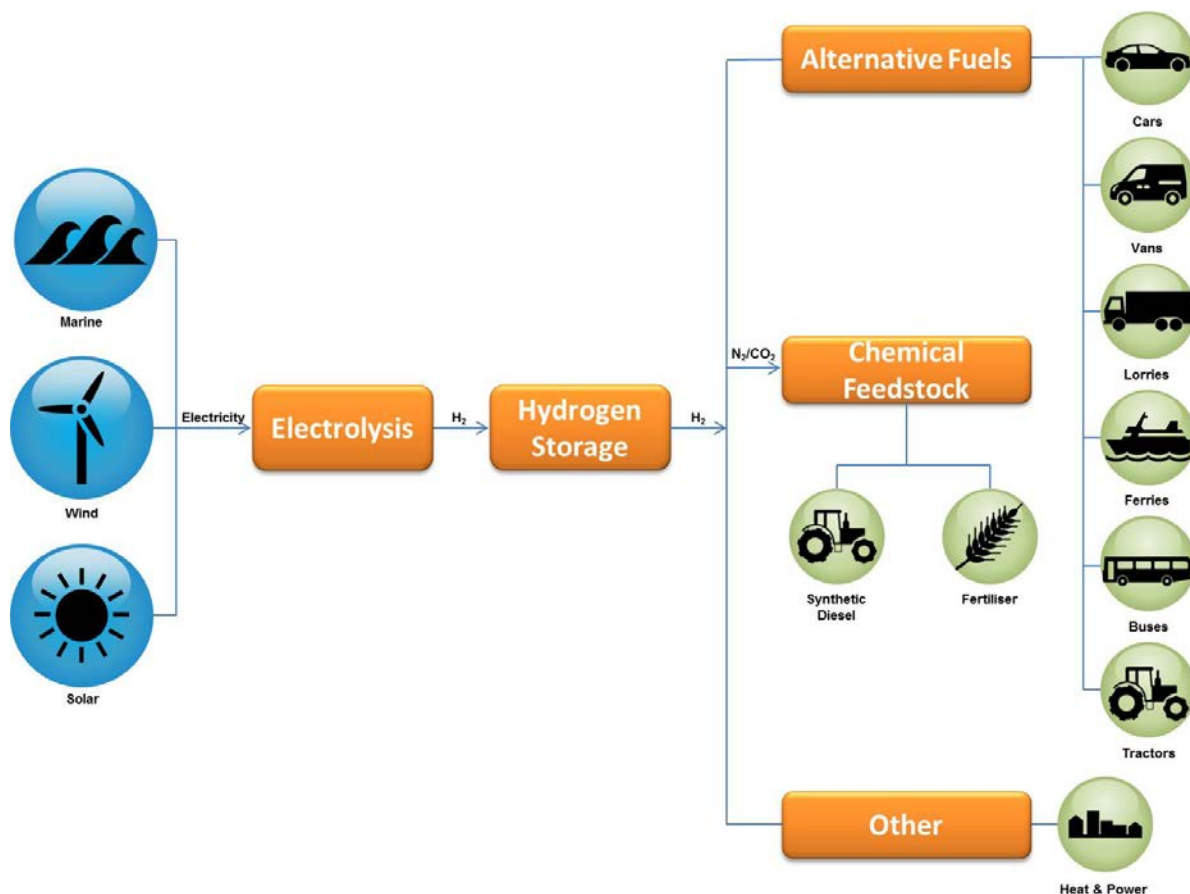 Marine
Wind
Solar
Electricity
Electrolysis
H₂
Hydrogen
Storage
H₂
Alternative Fuels
Cars
Vans
Lorries
Ferries
Buses
Tractors
N₂/CO₂
Chemical
Feedstock
Synthetic
Diesel
Fertiliser
Other
Heat & Power